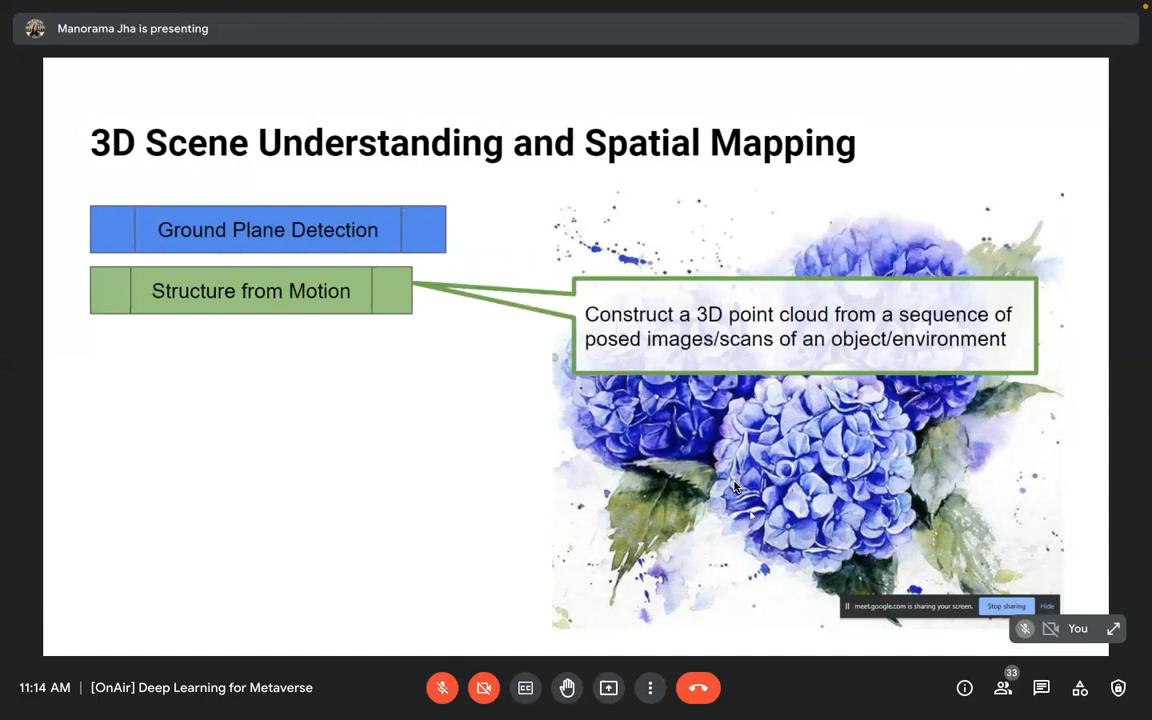 Manorama Jha is presenting
3D Scene Understanding and Spatial Mapping
Ground Plane Detection
Structure from Motion
Construct a 3D point cloud from a sequence of
posed images/scans of an object/environment
meet.google.com is sharing your screen. Stop sharing Hide
You
11:14 AM | [OnAir] Deep Learning for Metaverse
CC
33